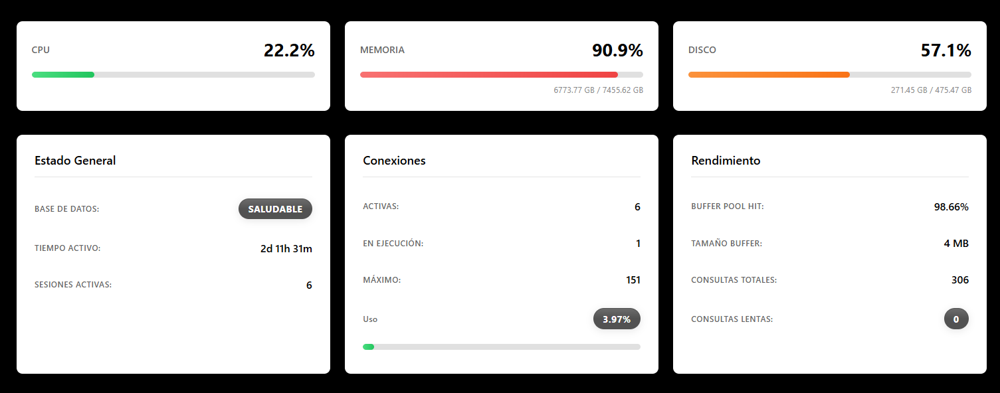 CPU 22.2%
MEMORIA 90.9%
6773.77 GB / 7455.62 GB
DISCO 57.1%
271.45 GB / 475.47 GB
Estado General
BASE DE DATOS: SALUDABLE
TIEMPO ACTIVO: 2d 11h 31m
SESIONES ACTIVAS: 6
Conexiones
ACTIVAS: 6
EN EJECUCIÓN: 1
MÁXIMO: 151
Uso 3.97%
Rendimiento
BUFFER POOL HIT: 98.66%
TAMAÑO BUFFER: 4 MB
CONSULTAS TOTALES: 306
CONSULTAS LENTAS: 0